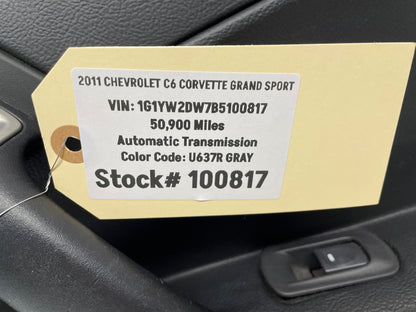 2011 CHEVROLET C6 CORVETTE GRAND SPORT
VIN: 1G1YW2DW7B5100817
50,900 Miles
Automatic Transmission
Color Code: U637R GRAY
Stock# 100817